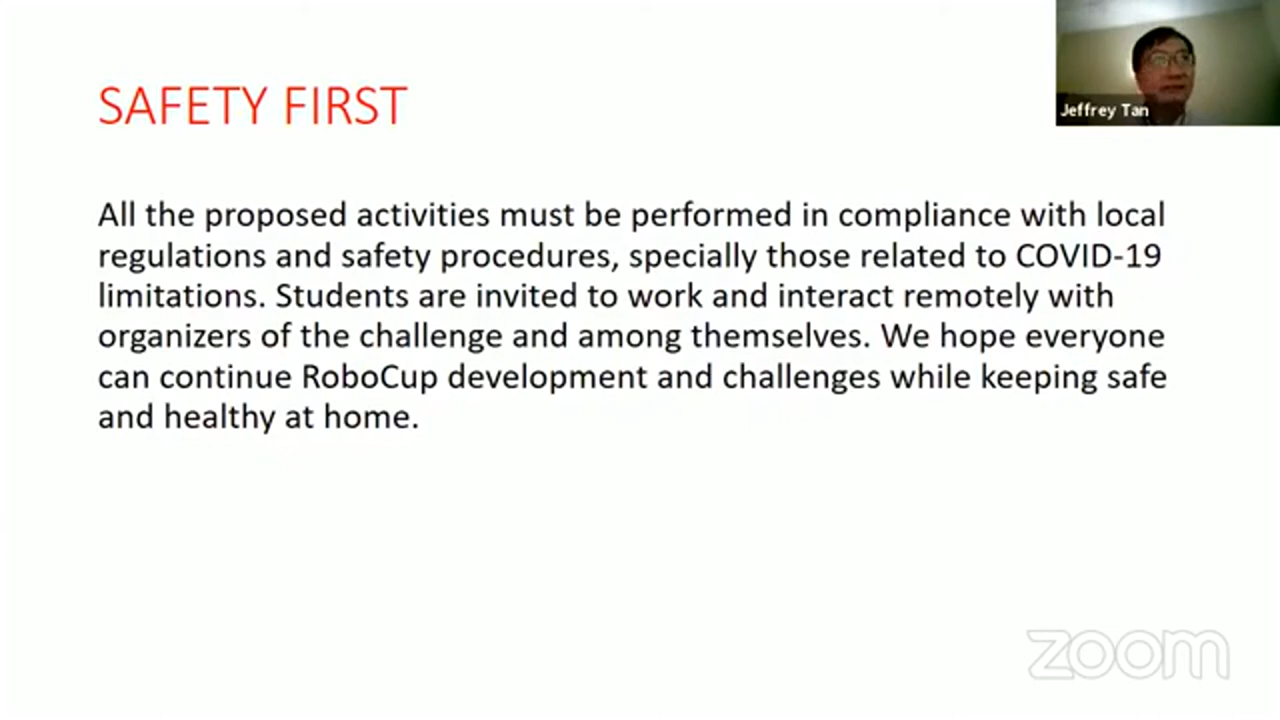 SAFETY FIRST
Jeffrey Tan
All the proposed activities must be performed in compliance with local
regulations and safety procedures, specially those related to COVID-19
limitations. Students are invited to work and interact remotely with
organizers of the challenge and among themselves. We hope everyone
can continue RoboCup development and challenges while keeping safe
and healthy at home.
zoom